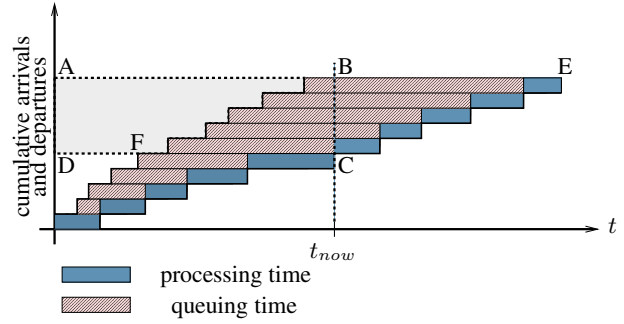 cumulative arrivals
and departures
A
B
E
F
D
C
t
t_now
processing time
queuing time